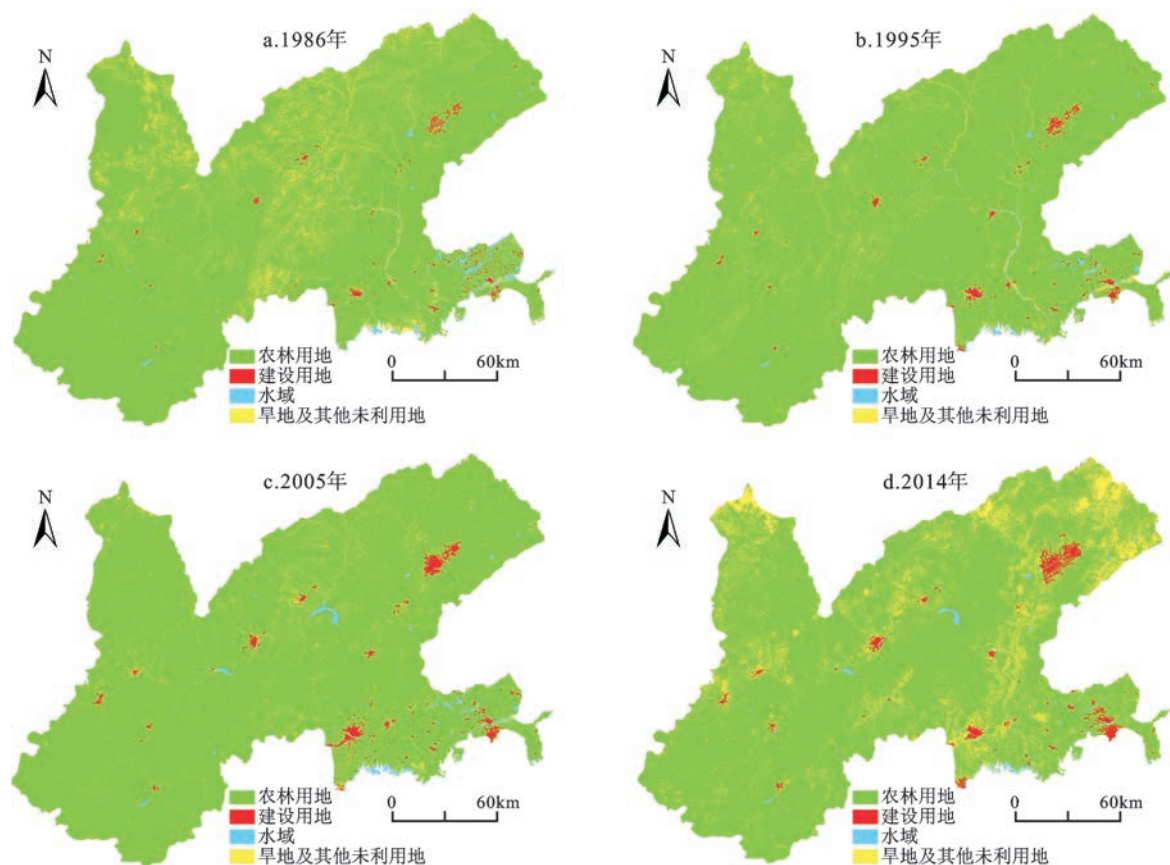 a.1986年
N
0 60km
农林用地
建设用地
水域
旱地及其他未利用地
b.1995年
N
0 60km
农林用地
建设用地
水域
旱地及其他未利用地
c.2005年
N
0 60km
农林用地
建设用地
水域
旱地及其他未利用地
d.2014年
N
0 60km
农林用地
建设用地
水域
旱地及其他未利用地